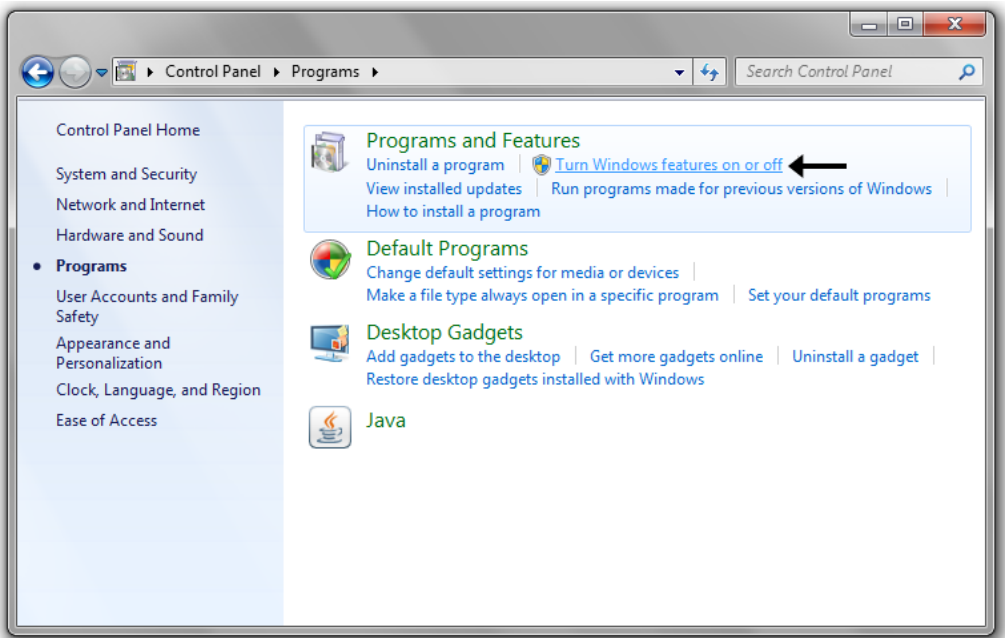 Control Panel Programs
Search Control Panel
Control Panel Home
System and Security
Network and Internet
Hardware and Sound
Programs
User Accounts and Family
Safety
Appearance and
Personalization
Clock, Language, and Region
Ease of Access
Programs and Features
Uninstall a program Turn Windows features on or off
View installed updates Run programs made for previous versions of Windows
How to install a program
Default Programs
Change default settings for media or devices
Make a file type always open in a specific program Set your default programs
Desktop Gadgets
Add gadgets to the desktop Get more gadgets online Uninstall a gadget
Restore desktop gadgets installed with Windows
Java